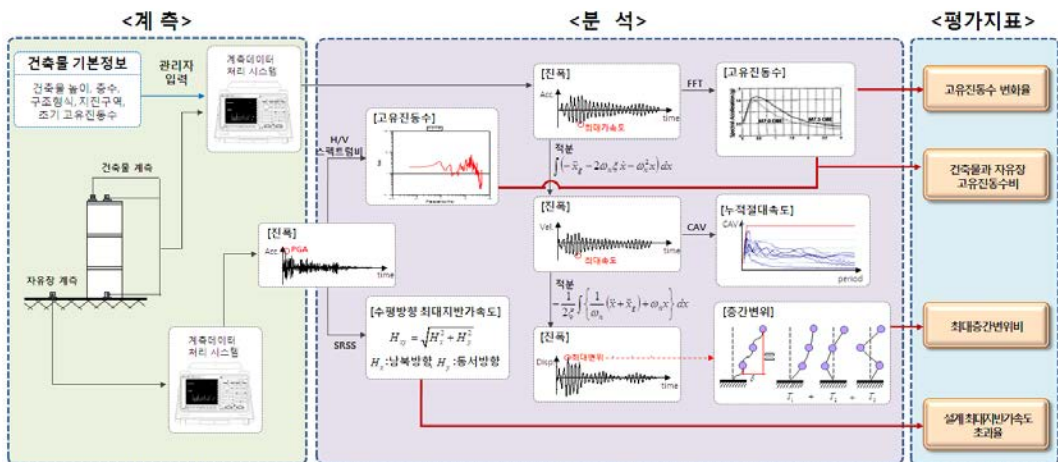 <계 측>
<분 석>
<평가지표>
건축물 기본정보
건축물 높이, 층수,
구조형식, 지진구역,
초기 고유진동수
관리자
입력
계측데이터
처리 시스템
건축물 계측
자유장 계측
계측데이터
처리 시스템
[진폭]
Acc.
PGA
time
H/V
스펙트럼비
[고유진동수]
SRSS
[수평방향 최대지반가속도]
H_Q = √(H_x² + H_y²)
H_x:남북방향, H_y:동서방향
[진폭]
Acc.
최대가속도
time
FFT
[고유진동수]
Spectral Acceleration(g)
적분
[진폭]
Vel.
최대속도
time
CAV
[누적절대속도]
CAV
period
적분
[진폭]
Displ
최대변위
time
[층간변위]
T₁ + T₂ + T₃
고유진동수 변화율
건축물과 자유장
고유진동수비
최대층간변위비
설계 최대지반가속도
초과율